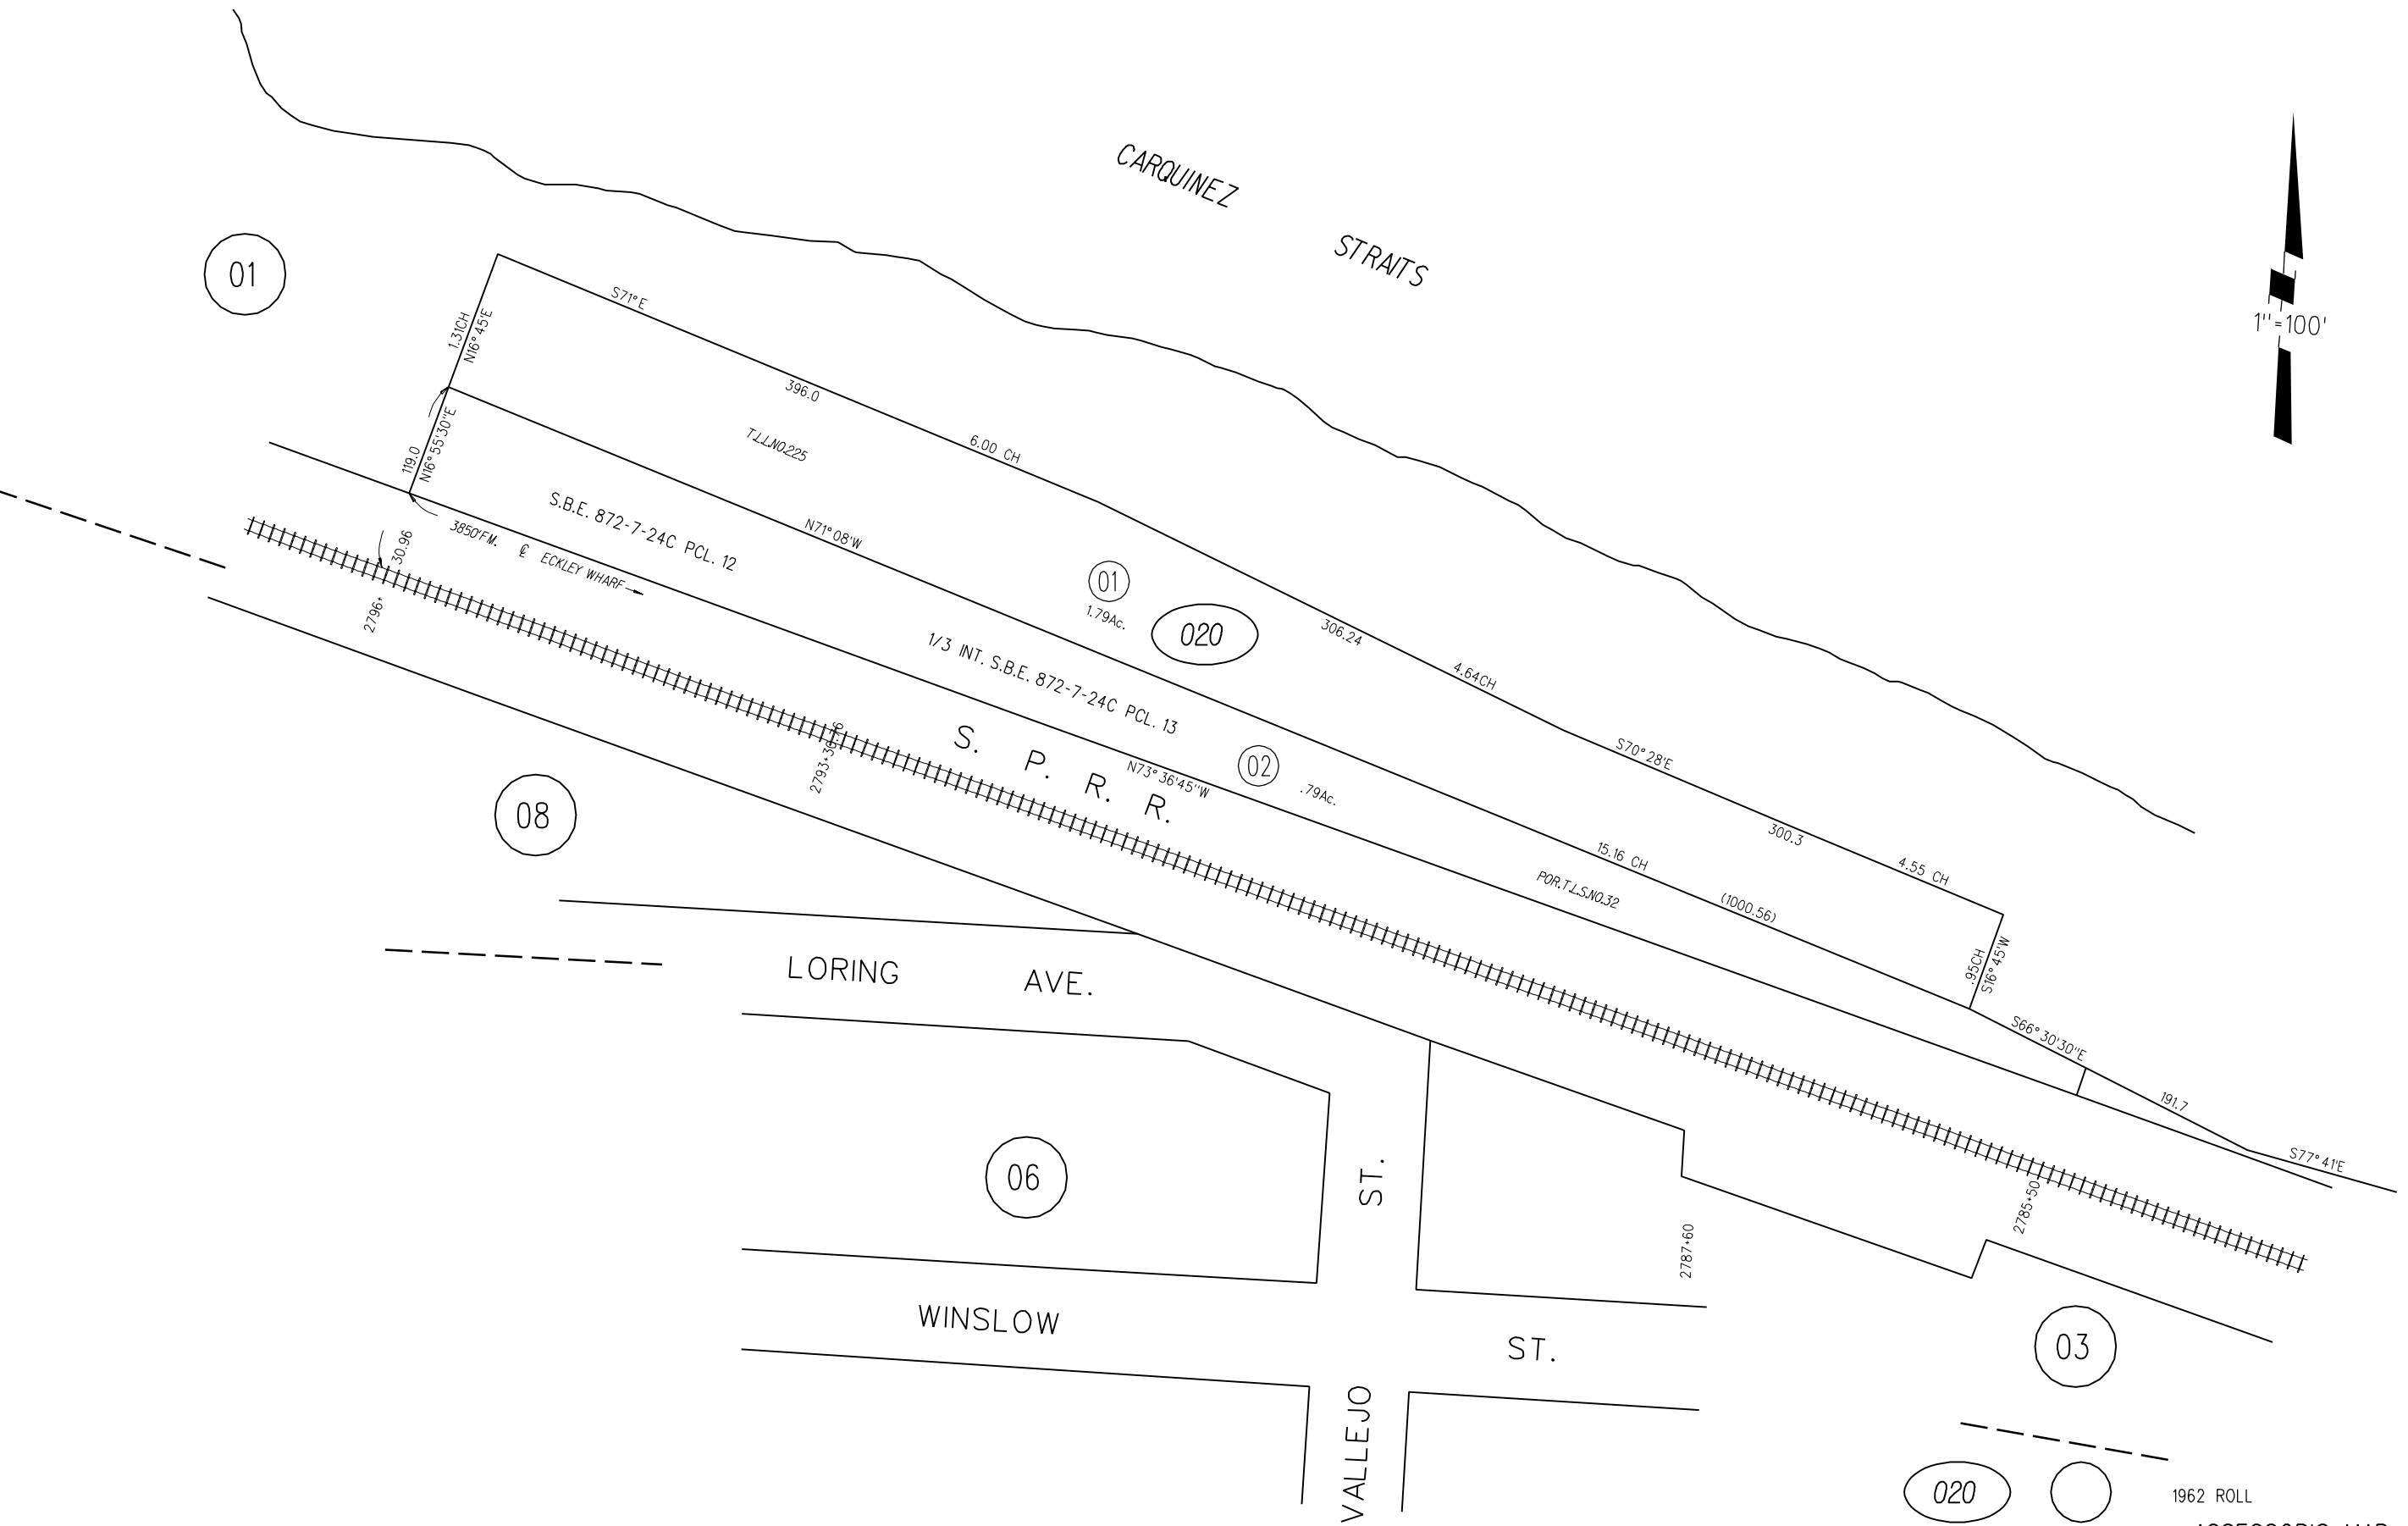 CARQUINEZ
STRAITS
1"=100'
01
S71°E
1.31CH
N16°45'E
396.0
6.00 CH
T.L.L.NO.225
119.0
N16°55'30"E
S.B.E. 872-7-24C PCL. 12
N71°08'W
3850'FM. ℄ ECKLEY WHARF
30.96
2796+
01
1.79Ac.
020
306.24
4.64CH
1/3 INT. S.B.E. 872-7-24C PCL. 13
S. P. R. R.
N73°36'45"W
02
.79Ac.
S70°28'E
300.3
4.55 CH
15.16 CH
(1000.56)
POR.T.L.S.NO.32
.95CH
S16°45'W
S66°30'30"E
191.7
S77°41'E
08
LORING AVE.
06
ST.
2787+60
2785+50
WINSLOW ST.
VALLEJO
03
020
1962 ROLL